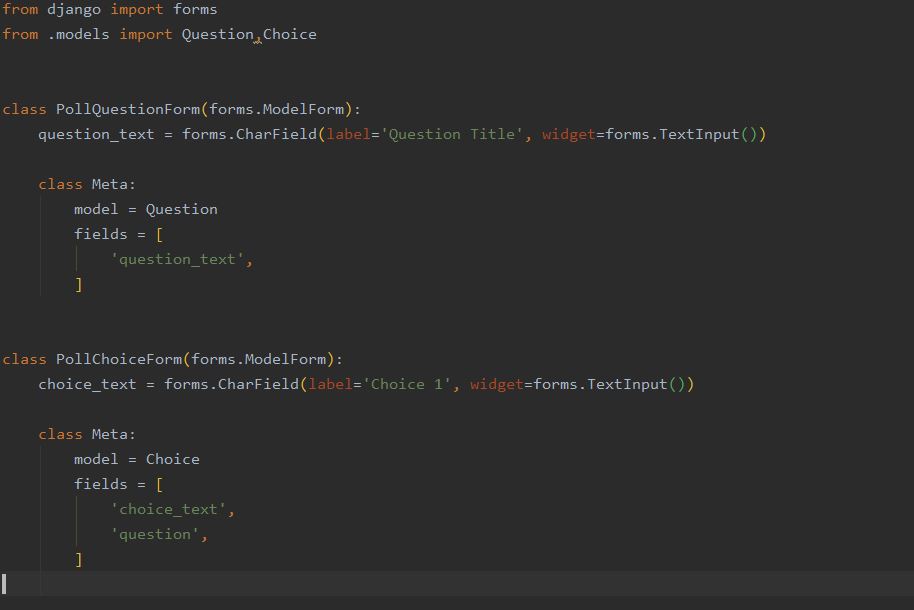 from django import forms
from .models import Question,Choice
class PollQuestionForm(forms.ModelForm):
question_text = forms.CharField(label='Question Title', widget=forms.TextInput())
class Meta:
model = Question
fields = [
'question_text',
]
class PollChoiceForm(forms.ModelForm):
choice_text = forms.CharField(label='Choice 1', widget=forms.TextInput())
class Meta:
model = Choice
fields = [
'choice_text',
'question',
]